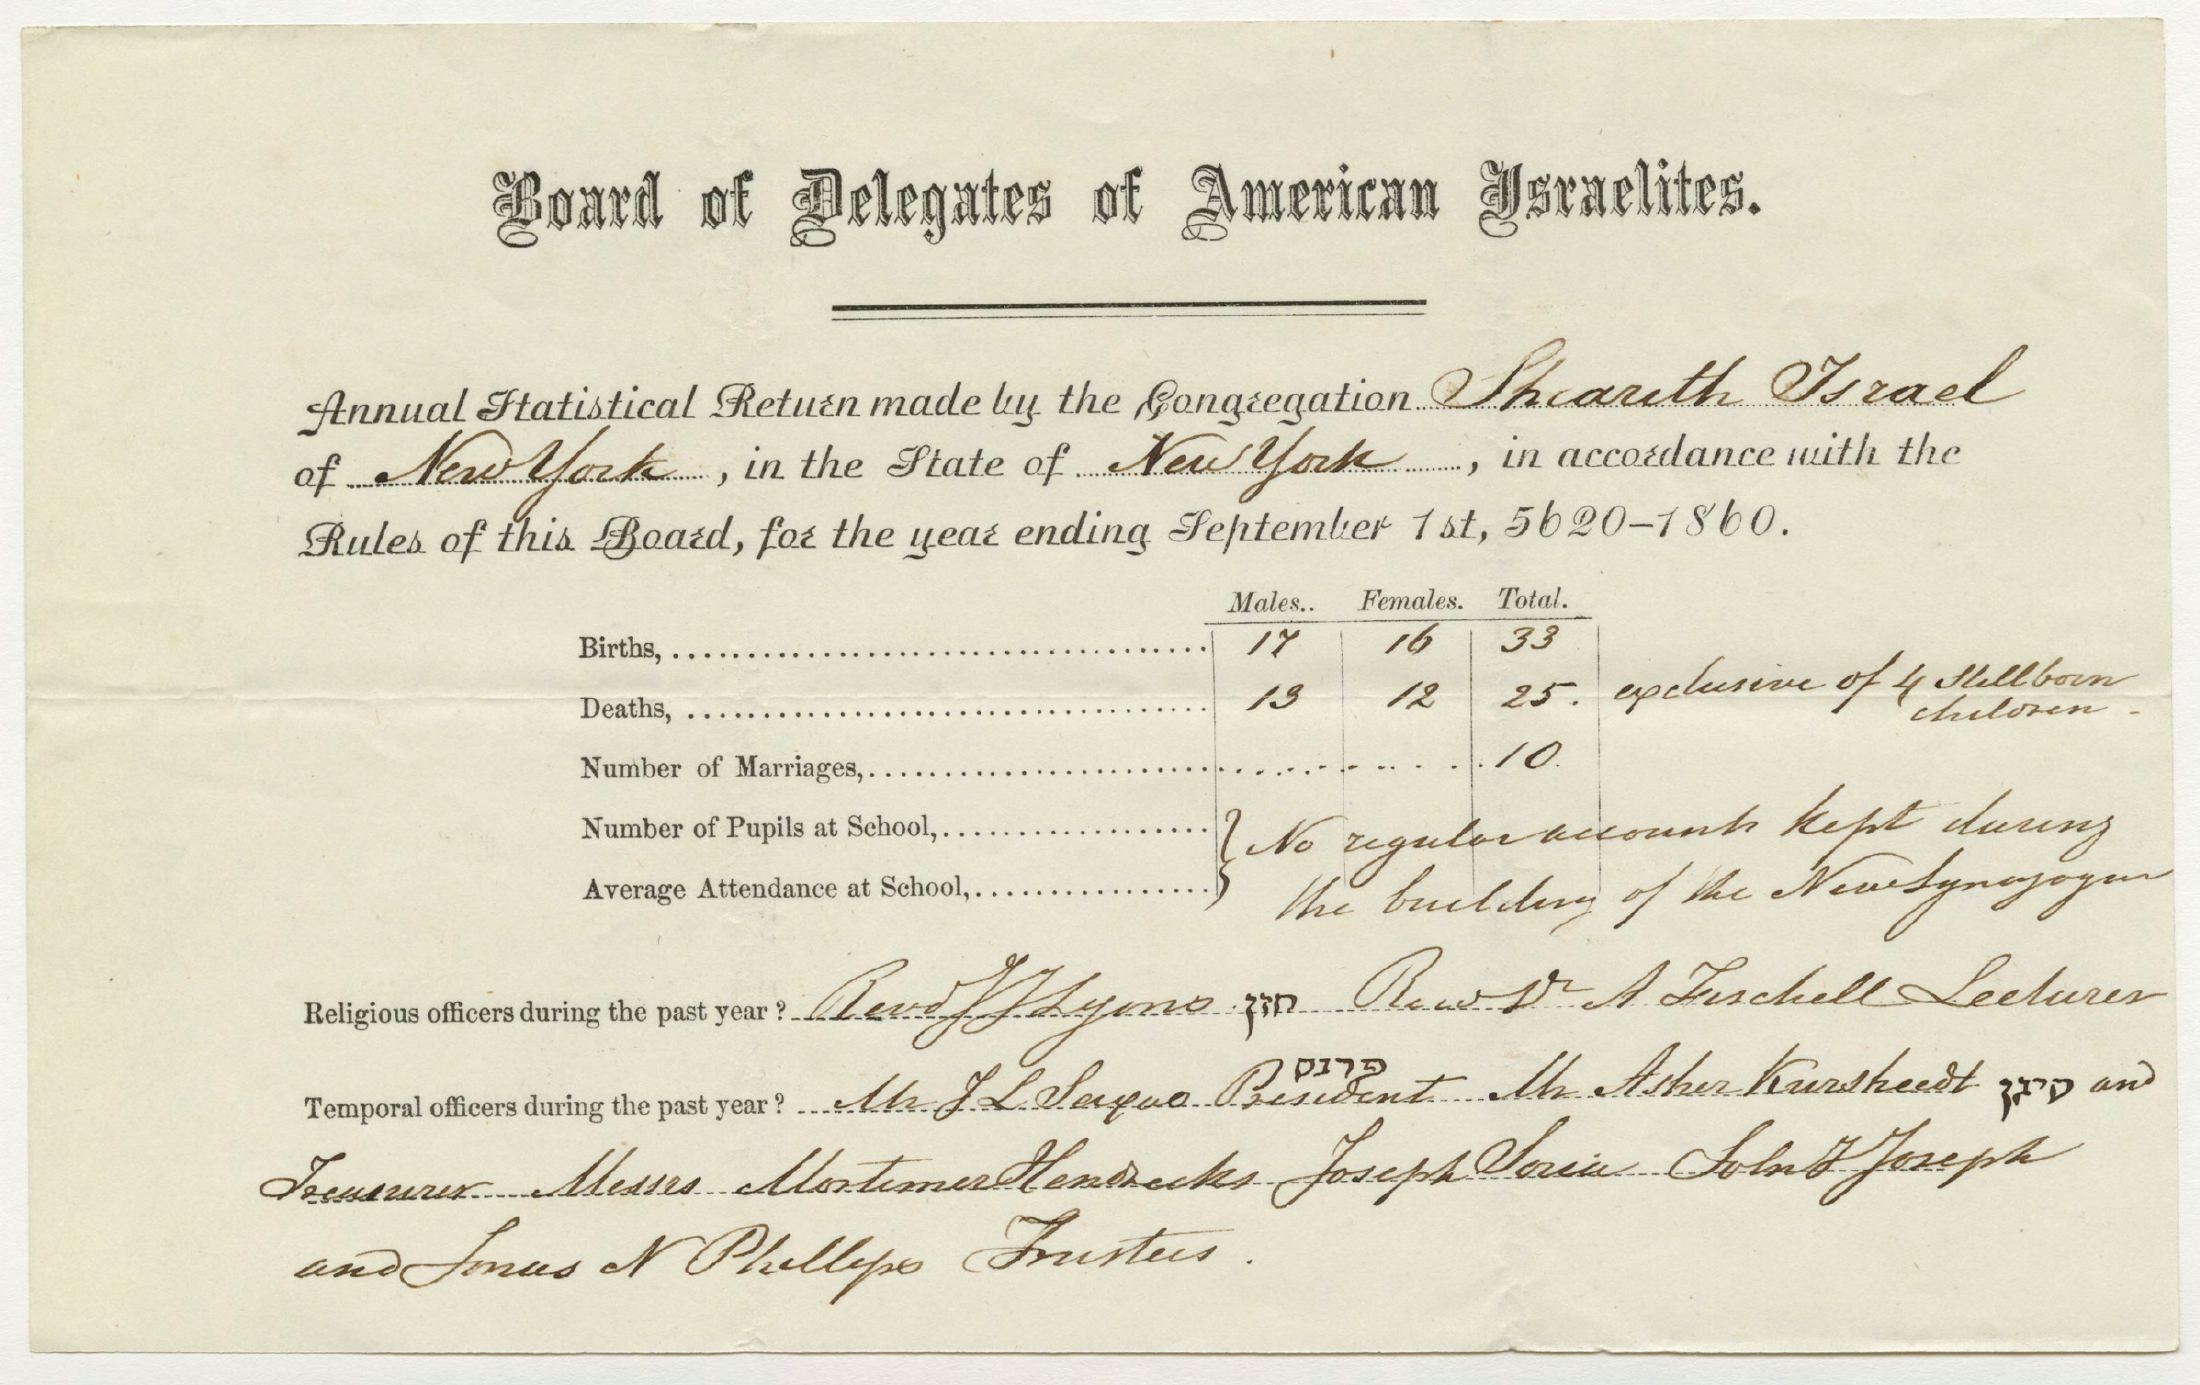 Board of Delegates of American Israelites.
Annual Statistical Return made by the Congregation Sheareth Israel
of New York, in the State of New York, in accordance with the
Rules of this Board, for the year ending September 1st, 5620–1860.
Males.. Females. Total.
Births, 17 16 33
Deaths, 13 12 25. exclusive of 4 Stillborn
children -
Number of Marriages, 10.
Number of Pupils at School, No regular accounts kept during
Average Attendance at School, the building of the New Synagogue
Religious officers during the past year? Revd J J Lyons חזן Revd Dr A Fischell Lecturer
פרנס
Temporal officers during the past year? Mr J L Seixas President Mr Asher Kursheedt קצין and
Treasurer Messrs Mortimer Hendricks Joseph Soria Soln J Joseph
and Jonas N Phillips Trustees.